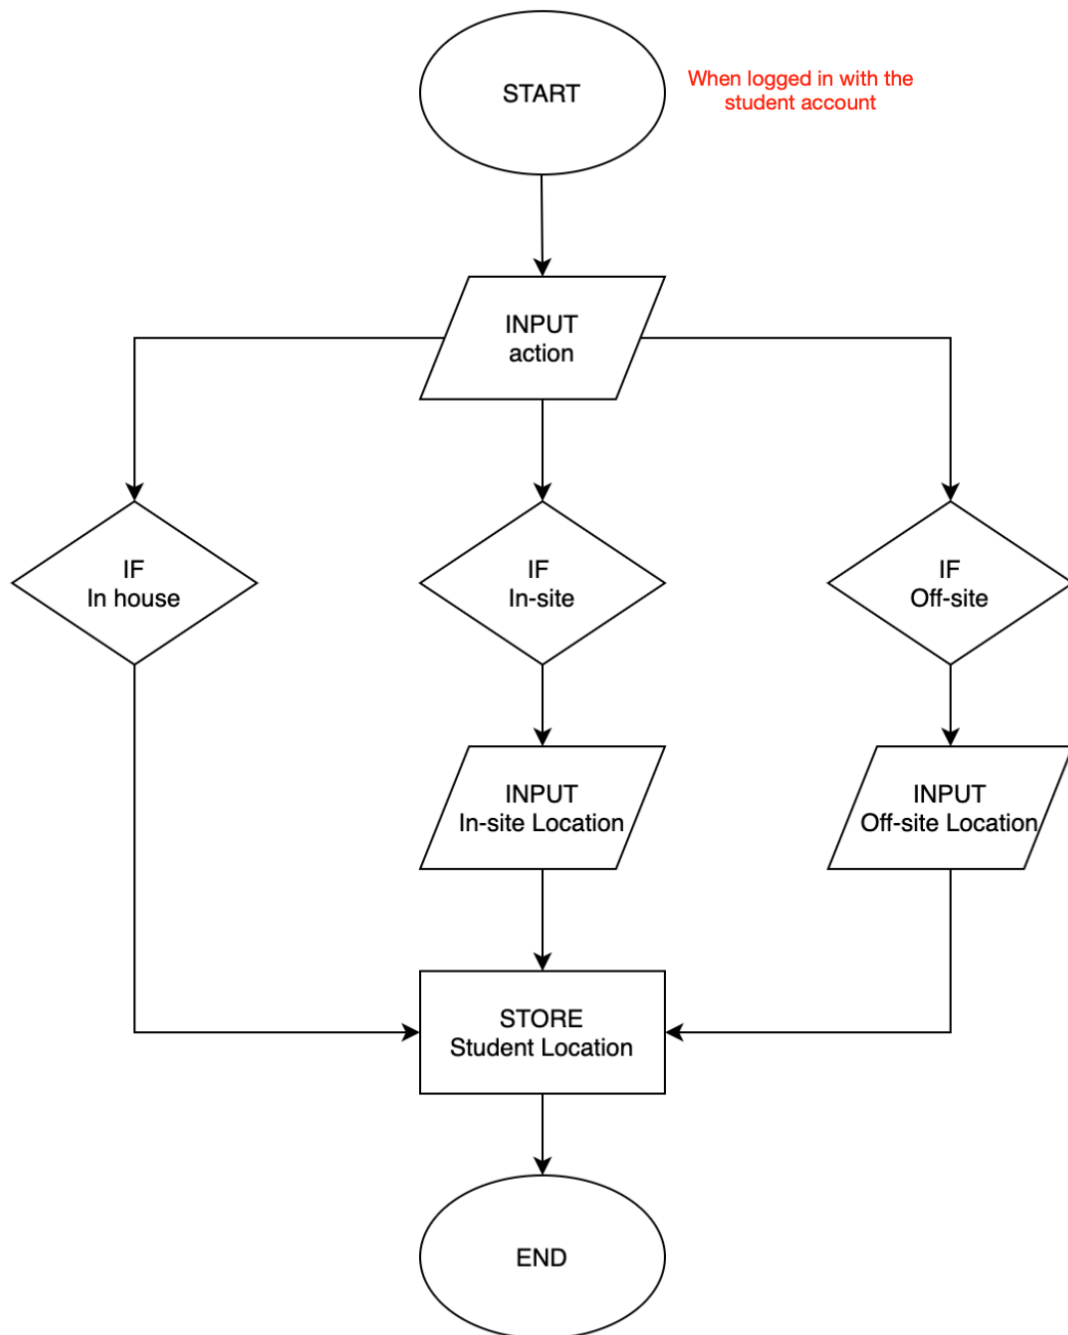 START
When logged in with the
student account
INPUT
action
IF
In house
IF
In-site
IF
Off-site
INPUT
In-site Location
INPUT
Off-site Location
STORE
Student Location
END